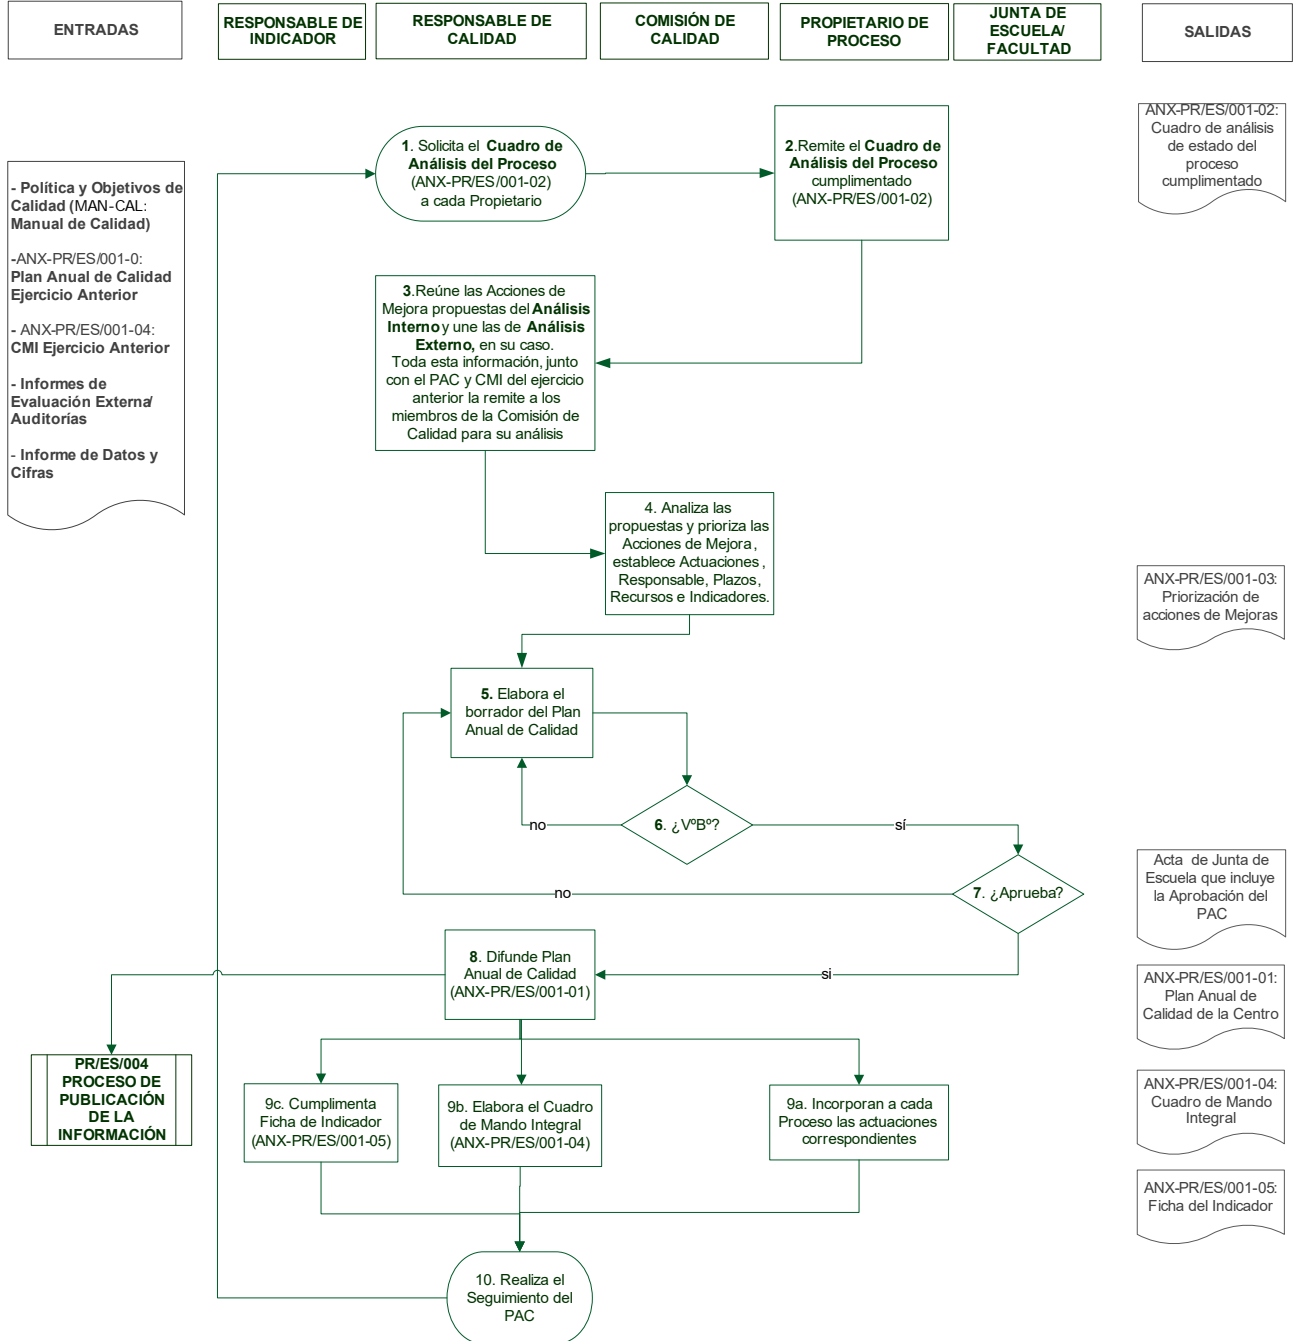 ENTRADAS
RESPONSABLE DE
INDICADOR
RESPONSABLE DE
CALIDAD
COMISIÓN DE
CALIDAD
PROPIETARIO DE
PROCESO
JUNTA DE
ESCUELA/
FACULTAD
SALIDAS
- Política y Objetivos de
Calidad (MAN-CAL:
Manual de Calidad)
-ANX-PR/ES/001-0:
Plan Anual de Calidad
Ejercicio Anterior
- ANX-PR/ES/001-04:
CMI Ejercicio Anterior
- Informes de
Evaluación Externa/
Auditorías
- Informe de Datos y
Cifras
1. Solicita el Cuadro de
Análisis del Proceso
(ANX-PR/ES/001-02)
a cada Propietario
2.Remite el Cuadro de
Análisis del Proceso
cumplimentado
(ANX-PR/ES/001-02)
ANX-PR/ES/001-02:
Cuadro de análisis
de estado del
proceso
cumplimentado
3.Reúne las Acciones de
Mejora propuestas del Análisis
Interno y une las de Análisis
Externo, en su caso.
Toda esta información, junto
con el PAC y CMI del ejercicio
anterior la remite a los
miembros de la Comisión de
Calidad para su análisis
4. Analiza las
propuestas y prioriza las
Acciones de Mejora,
establece Actuaciones,
Responsable, Plazos,
Recursos e Indicadores.
ANX-PR/ES/001-03:
Priorización de
acciones de Mejoras
5. Elabora el
borrador del Plan
Anual de Calidad
no
6. ¿VºBº?
sí
no
7. ¿Aprueba?
Acta de Junta de
Escuela que incluye
la Aprobación del
PAC
8. Difunde Plan
Anual de Calidad
(ANX-PR/ES/001-01)
si
ANX-PR/ES/001-01:
Plan Anual de
Calidad de la Centro
PR/ES/004
PROCESO DE
PUBLICACIÓN
DE LA
INFORMACIÓN
9c. Cumplimenta
Ficha de Indicador
(ANX-PR/ES/001-05)
9b. Elabora el Cuadro
de Mando Integral
(ANX-PR/ES/001-04)
9a. Incorporan a cada
Proceso las actuaciones
correspondientes
ANX-PR/ES/001-04:
Cuadro de Mando
Integral
ANX-PR/ES/001-05:
Ficha del Indicador
10. Realiza el
Seguimiento del
PAC